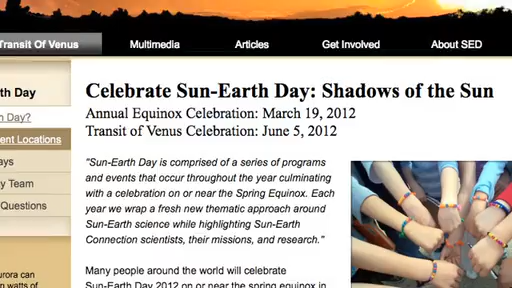 Transit Of Venus
Multimedia
Articles
Get Involved
About SED
th Day
h Day?
ent Locations
ays
y Team
Questions
urora can
n watts of
Celebrate Sun-Earth Day: Shadows of the Sun
Annual Equinox Celebration: March 19, 2012
Transit of Venus Celebration: June 5, 2012
"Sun-Earth Day is comprised of a series of programs
and events that occur throughout the year culminating
with a celebration on or near the Spring Equinox. Each
year we wrap a fresh new thematic approach around
Sun-Earth science while highlighting Sun-Earth
Connection scientists, their missions, and research."
Many people around the world will celebrate
Sun-Earth Day 2012 on or near the spring equinox in